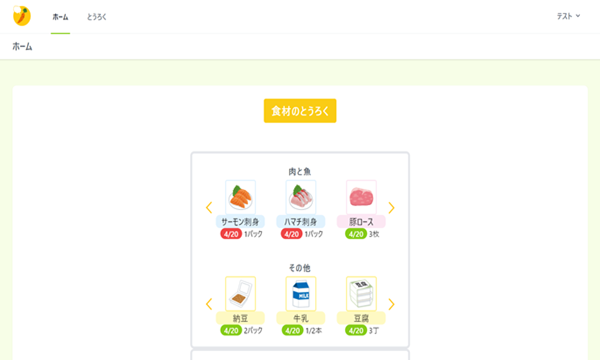 ホーム とうろく テスト
ホーム
食材のとうろく
肉と魚
サーモン刺身 ハマチ刺身 豚ロース
4/20 1パック 4/20 1パック 4/20 3枚
その他
MILK
納豆 牛乳 豆腐
4/20 2パック 4/20 1/2本 4/20 3丁